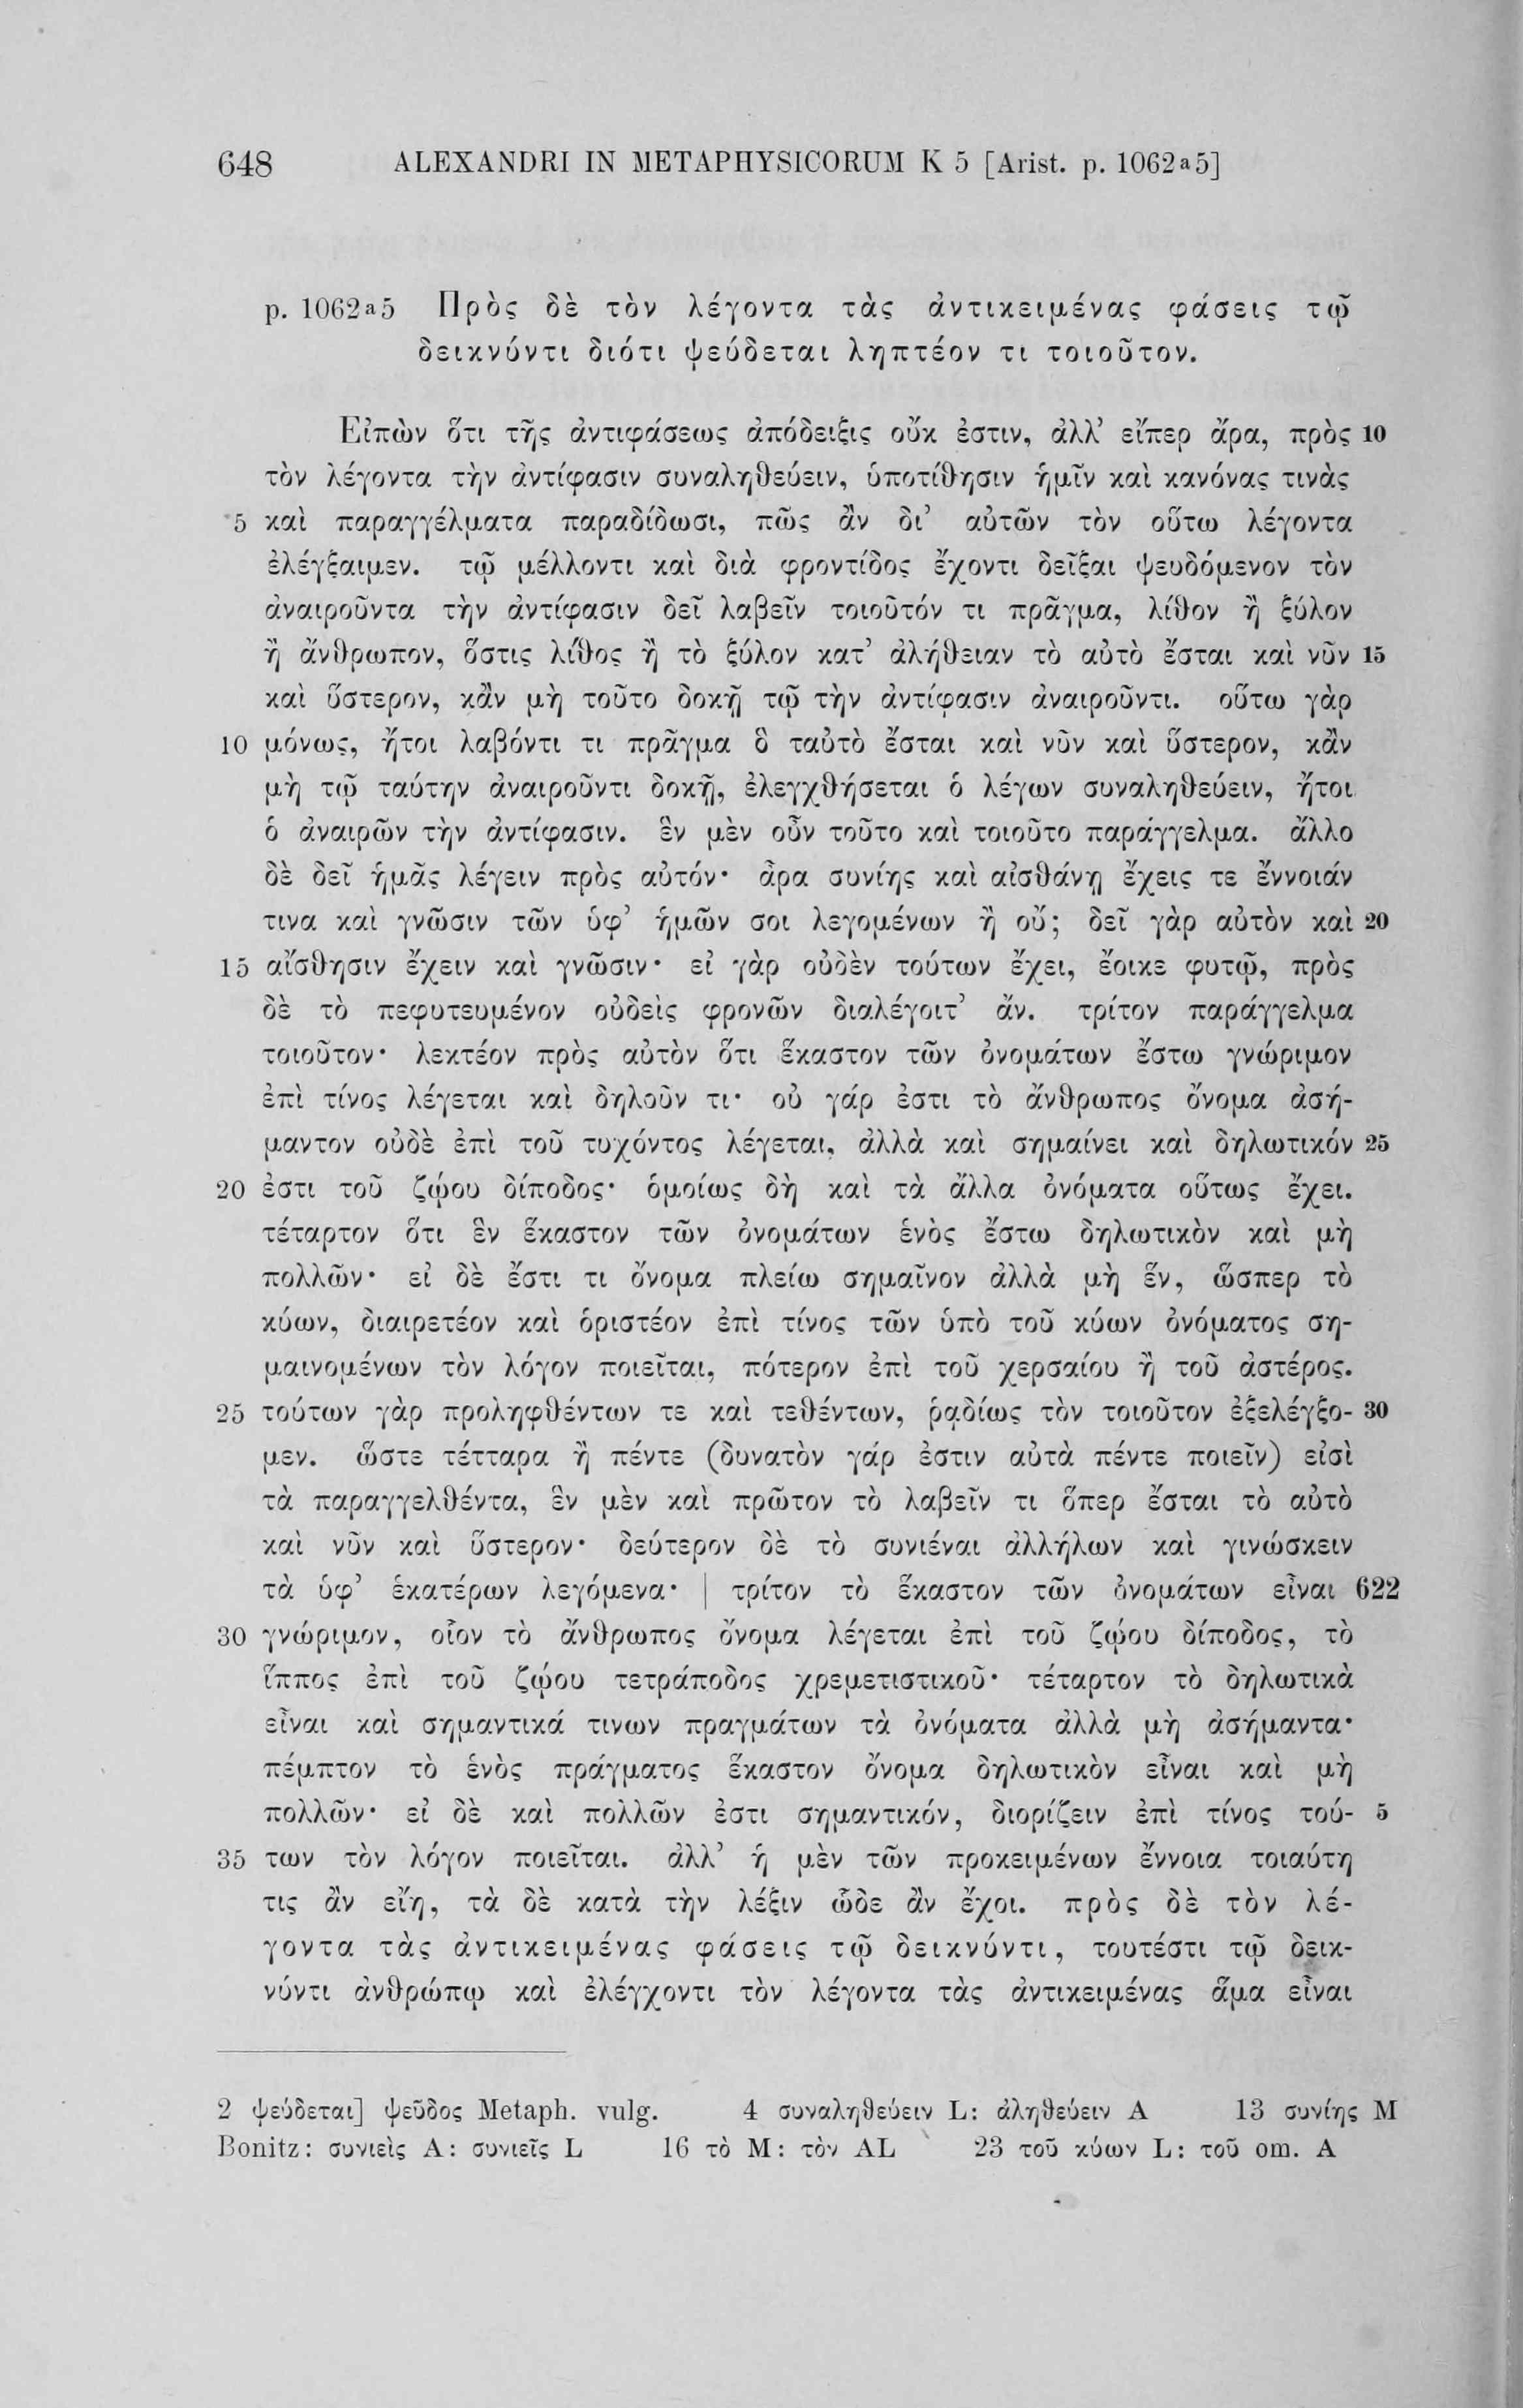 648 ALEXANDRI IN METAPHYSICORUM K 5 [Arist. p. 1062ᵃ5]
p. 1062ᵃ5 Πρὸς δὲ τὸν λέγοντα τὰς ἀντικειμένας φάσεις τῷ
δεικνύντι διότι ψεύδεται ληπτέον τι τοιοῦτον.
Εἰπὼν ὅτι τῆς ἀντιφάσεως ἀπόδειξις οὔκ ἐστιν, ἀλλ’ εἴπερ ἄρα, πρὸς 10
τὸν λέγοντα τὴν ἀντίφασιν συναληθεύειν, ὑποτίθησιν ἡμῖν καὶ κανόνας τινὰς
5 καὶ παραγγέλματα παραδίδωσι, πῶς ἂν δι’ αὐτῶν τὸν οὕτω λέγοντα
ἐλέγξαιμεν. τῷ μέλλοντι καὶ διὰ φροντίδος ἔχοντι δεῖξαι ψευδόμενον τὸν
ἀναιροῦντα τὴν ἀντίφασιν δεῖ λαβεῖν τοιοῦτόν τι πρᾶγμα, λίθον ἢ ξύλον
ἢ ἄνθρωπον, ὅστις λίθος ἢ τὸ ξύλον κατ’ ἀλήθειαν τὸ αὐτὸ ἔσται καὶ νῦν 15
καὶ ὕστερον, κἂν μὴ τοῦτο δοκῇ τῷ τὴν ἀντίφασιν ἀναιροῦντι. οὕτω γὰρ
10 μόνως, ἤτοι λαβόντι τι πρᾶγμα ὃ ταὐτὸ ἔσται καὶ νῦν καὶ ὕστερον, κἂν
μὴ τῷ ταύτην ἀναιροῦντι δοκῇ, ἐλεγχθήσεται ὁ λέγων συναληθεύειν, ἤτοι
ὁ ἀναιρῶν τὴν ἀντίφασιν. ἓν μὲν οὖν τοῦτο καὶ τοιοῦτο παράγγελμα. ἄλλο
δὲ δεῖ ἡμᾶς λέγειν πρὸς αὐτόν· ἆρα συνίης καὶ αἰσθάνῃ ἔχεις τε ἔννοιάν
τινα καὶ γνῶσιν τῶν ὑφ’ ἡμῶν σοι λεγομένων ἢ οὔ; δεῖ γὰρ αὐτὸν καὶ 20
15 αἴσθησιν ἔχειν καὶ γνῶσιν· εἰ γὰρ οὐδὲν τούτων ἔχει, ἔοικε φυτῷ, πρὸς
δὲ τὸ πεφυτευμένον οὐδεὶς φρονῶν διαλέγοιτ’ ἄν. τρίτον παράγγελμα
τοιοῦτον· λεκτέον πρὸς αὐτὸν ὅτι ἕκαστον τῶν ὀνομάτων ἔστω γνώριμον
ἐπὶ τίνος λέγεται καὶ δηλοῦν τι· οὐ γάρ ἐστι τὸ ἄνθρωπος ὄνομα ἀσή-
μαντον οὐδὲ ἐπὶ τοῦ τυχόντος λέγεται, ἀλλὰ καὶ σημαίνει καὶ δηλωτικόν 25
20 ἐστι τοῦ ζῴου δίποδος· ὁμοίως δὴ καὶ τὰ ἄλλα ὀνόματα οὕτως ἔχει.
τέταρτον ὅτι ἓν ἕκαστον τῶν ὀνομάτων ἑνὸς ἔστω δηλωτικὸν καὶ μὴ
πολλῶν· εἰ δὲ ἔστι τι ὄνομα πλείω σημαῖνον ἀλλὰ μὴ ἕν, ὥσπερ τὸ
κύων, διαιρετέον καὶ ὁριστέον ἐπὶ τίνος τῶν ὑπὸ τοῦ κύων ὀνόματος ση-
μαινομένων τὸν λόγον ποιεῖται, πότερον ἐπὶ τοῦ χερσαίου ἢ τοῦ ἀστέρος.
25 τούτων γὰρ προληφθέντων τε καὶ τεθέντων, ῥᾳδίως τὸν τοιοῦτον ἐξελέγξο- 30
μεν. ὥστε τέτταρα ἢ πέντε (δυνατὸν γάρ ἐστιν αὐτὰ πέντε ποιεῖν) εἰσὶ
τὰ παραγγελθέντα, ἓν μὲν καὶ πρῶτον τὸ λαβεῖν τι ὅπερ ἔσται τὸ αὐτὸ
καὶ νῦν καὶ ὕστερον· δεύτερον δὲ τὸ συνιέναι ἀλλήλων καὶ γινώσκειν
τὰ ὑφ’ ἑκατέρων λεγόμενα· | τρίτον τὸ ἕκαστον τῶν ὀνομάτων εἶναι 622
30 γνώριμον, οἷον τὸ ἄνθρωπος ὄνομα λέγεται ἐπὶ τοῦ ζῴου δίποδος, τὸ
ἵππος ἐπὶ τοῦ ζῴου τετράποδος χρεμετιστικοῦ· τέταρτον τὸ δηλωτικὰ
εἶναι καὶ σημαντικά τινων πραγμάτων τὰ ὀνόματα ἀλλὰ μὴ ἀσήμαντα·
πέμπτον τὸ ἑνὸς πράγματος ἕκαστον ὄνομα δηλωτικὸν εἶναι καὶ μὴ
πολλῶν· εἰ δὲ καὶ πολλῶν ἐστι σημαντικόν, διορίζειν ἐπὶ τίνος τού- 5
35 των τὸν λόγον ποιεῖται. ἀλλ’ ἡ μὲν τῶν προκειμένων ἔννοια τοιαύτη
τις ἂν εἴη, τὰ δὲ κατὰ τὴν λέξιν ὧδε ἂν ἔχοι. πρὸς δὲ τὸν λέ-
γοντα τὰς ἀντικειμένας φάσεις τῷ δεικνύντι, τουτέστι τῷ δεικ-
νύντι ἀνθρώπῳ καὶ ἐλέγχοντι τὸν λέγοντα τὰς ἀντικειμένας ἅμα εἶναι
2 ψεύδεται] ψεῦδος Metaph. vulg. 4 συναληθεύειν L: ἀληθεύειν A 13 συνίης M
Bonitz: συνιεὶς A: συνιεῖς L 16 τὸ M: τὸν AL 23 τοῦ κύων L: τοῦ om. A